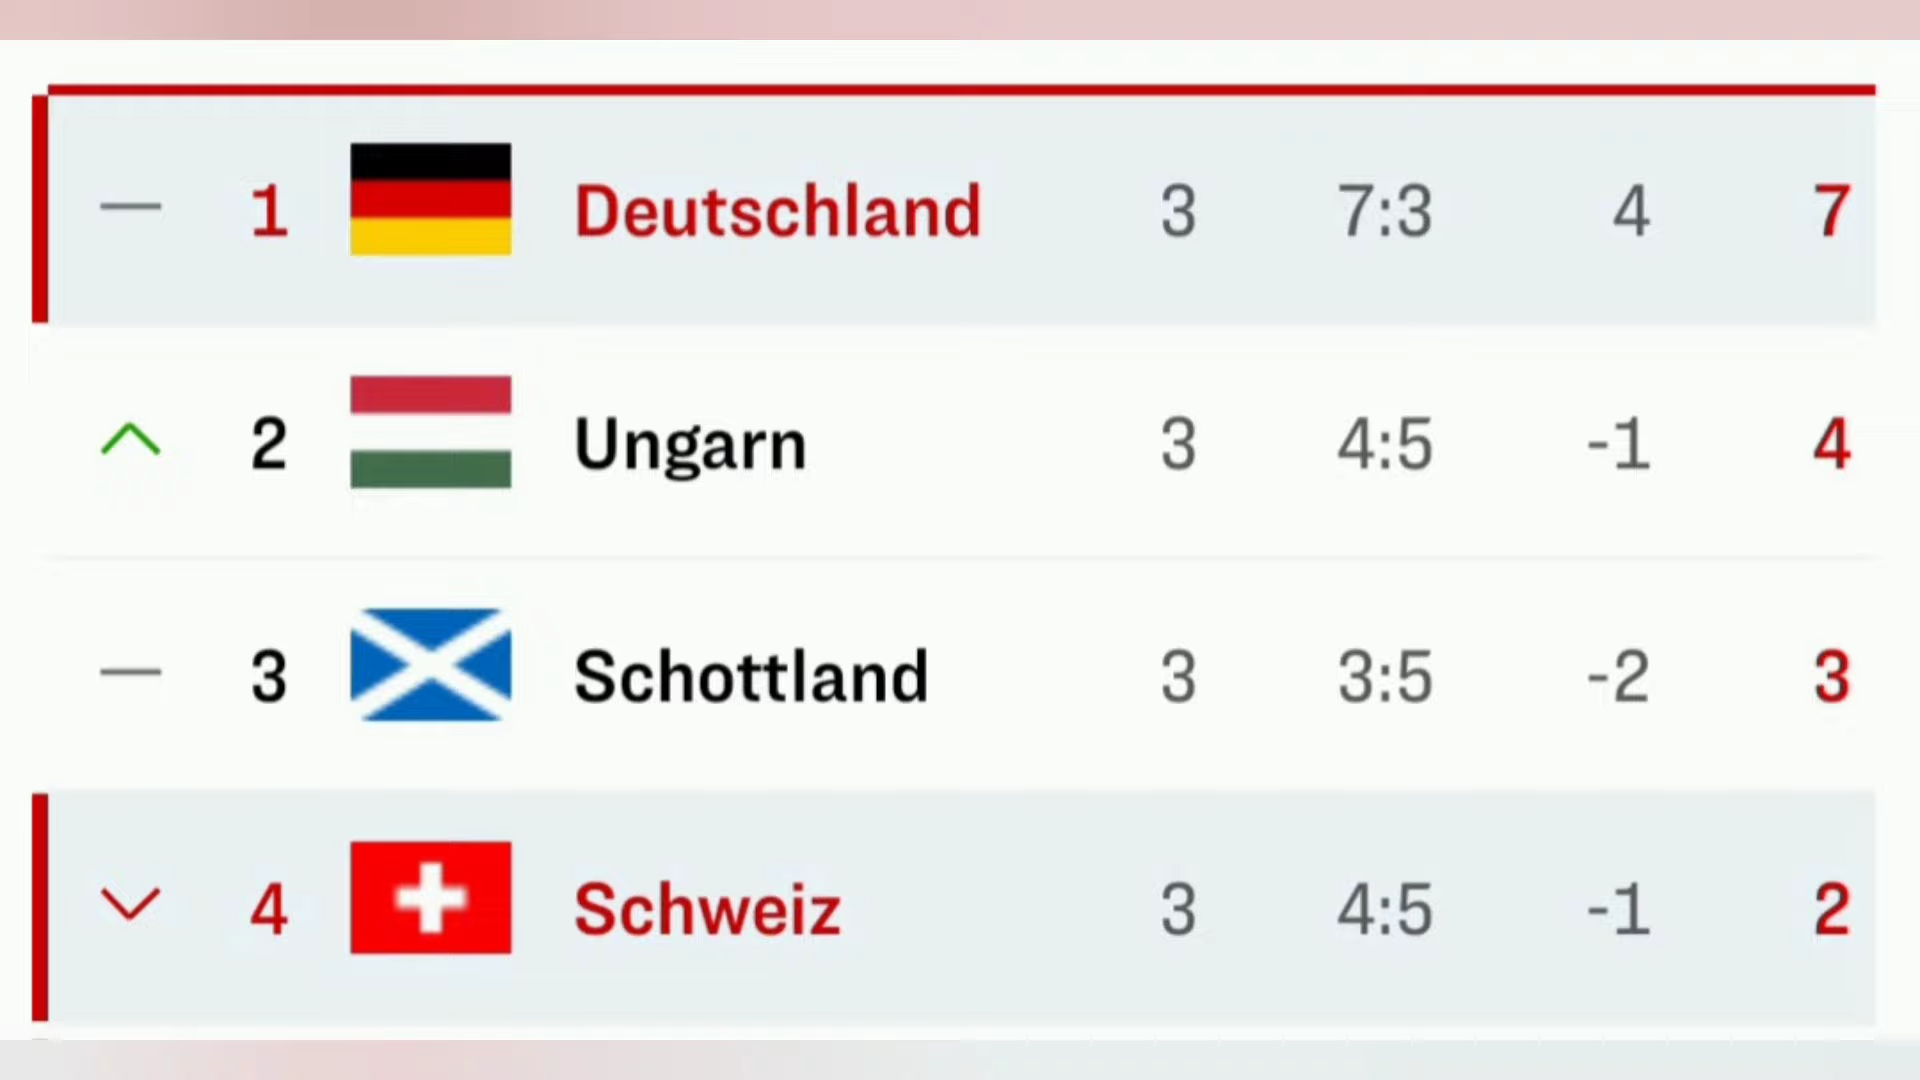 1 Deutschland 3 7:3 4 7
2 Ungarn 3 4:5 -1 4
3 Schottland 3 3:5 -2 3
4 Schweiz 3 4:5 -1 2